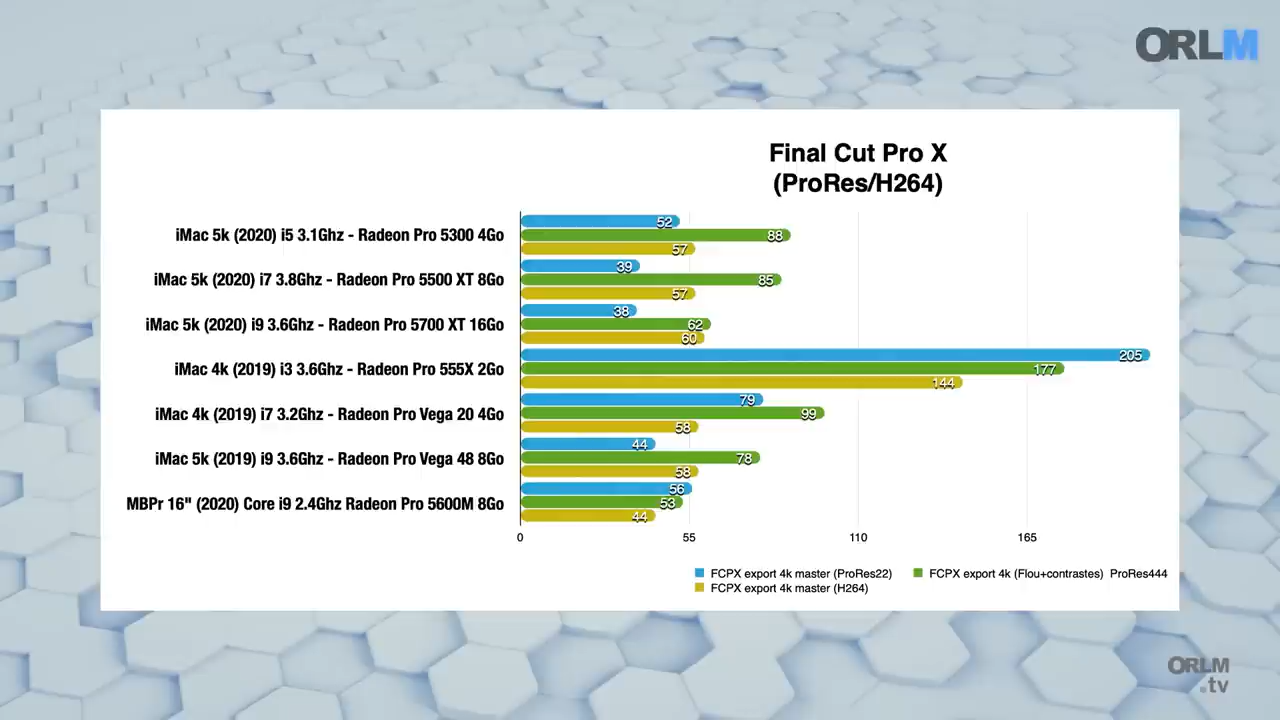 ORLM
Final Cut Pro X
(ProRes/H264)
iMac 5k (2020) i5 3.1Ghz - Radeon Pro 5300 4Go
52
88
57
iMac 5k (2020) i7 3.8Ghz - Radeon Pro 5500 XT 8Go
39
85
57
iMac 5k (2020) i9 3.6Ghz - Radeon Pro 5700 XT 16Go
38
62
60
iMac 4k (2019) i3 3.6Ghz - Radeon Pro 555X 2Go
205
177
144
iMac 4k (2019) i7 3.2Ghz - Radeon Pro Vega 20 4Go
79
99
58
iMac 5k (2019) i9 3.6Ghz - Radeon Pro Vega 48 8Go
44
78
58
MBPr 16" (2020) Core i9 2.4Ghz Radeon Pro 5600M 8Go
56
53
44
0 55 110 165
FCPX export 4k master (ProRes22) FCPX export 4k (Flou+contrastes) ProRes444
FCPX export 4k master (H264)
ORLM
.tv